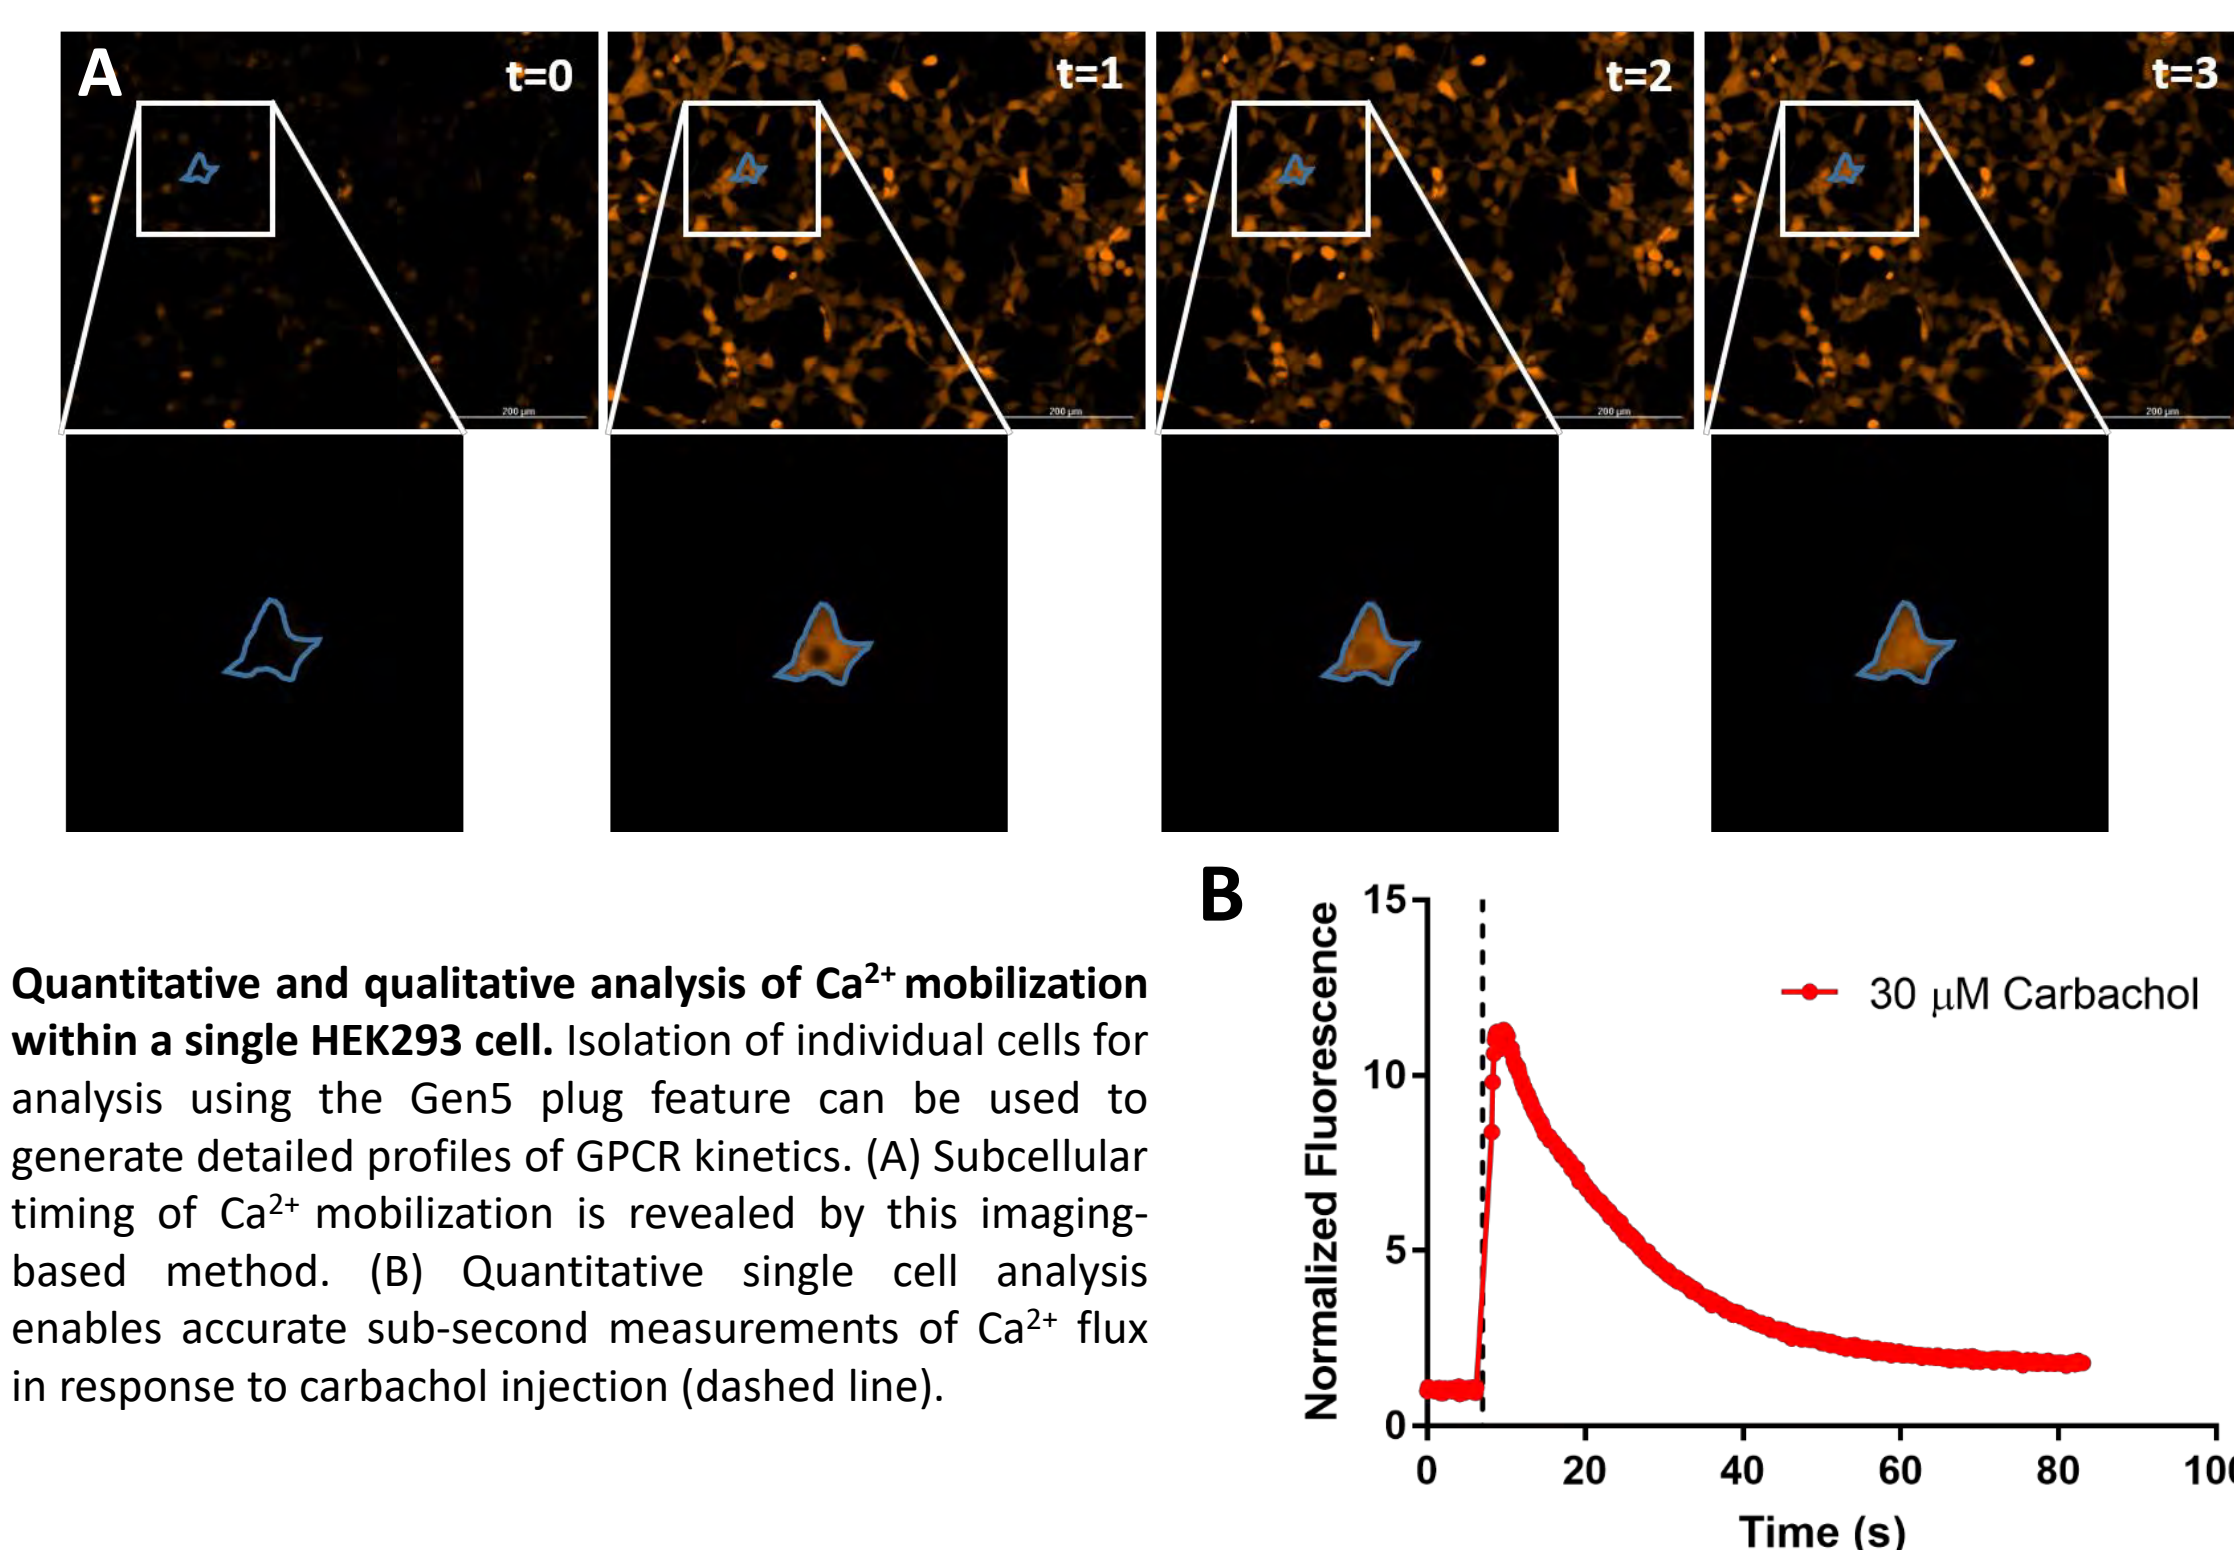 A
t=0
t=1
t=2
t=3
200 µm
200 µm
200 µm
200 µm
Quantitative and qualitative analysis of Ca²⁺ mobilization
within a single HEK293 cell. Isolation of individual cells for
analysis using the Gen5 plug feature can be used to
generate detailed profiles of GPCR kinetics. (A) Subcellular
timing of Ca²⁺ mobilization is revealed by this imaging-
based method. (B) Quantitative single cell analysis
enables accurate sub-second measurements of Ca²⁺ flux
in response to carbachol injection (dashed line).
B
Normalized Fluorescence
15
10
5
0
30 µM Carbachol
0
20
40
60
80
Time (s)